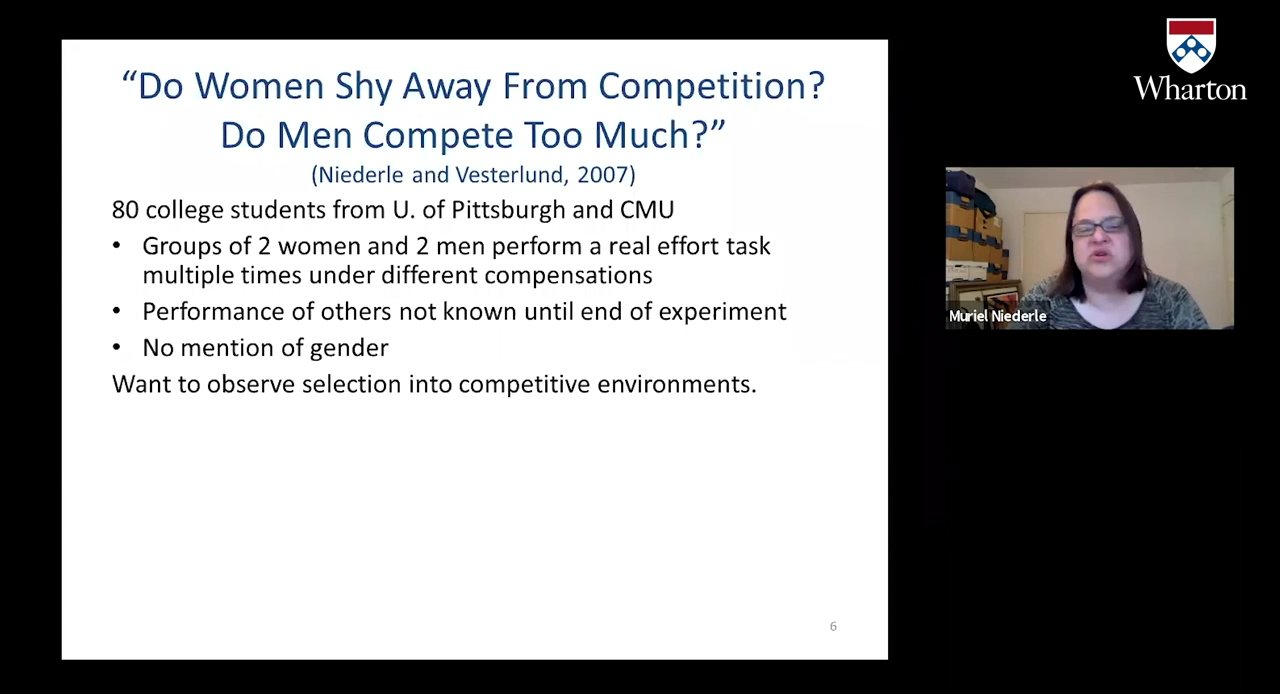 “Do Women Shy Away From Competition?
Do Men Compete Too Much?”
(Niederle and Vesterlund, 2007)
80 college students from U. of Pittsburgh and CMU
• Groups of 2 women and 2 men perform a real effort task
multiple times under different compensations
• Performance of others not known until end of experiment
• No mention of gender
Want to observe selection into competitive environments.
6
Wharton
Muriel Niederle